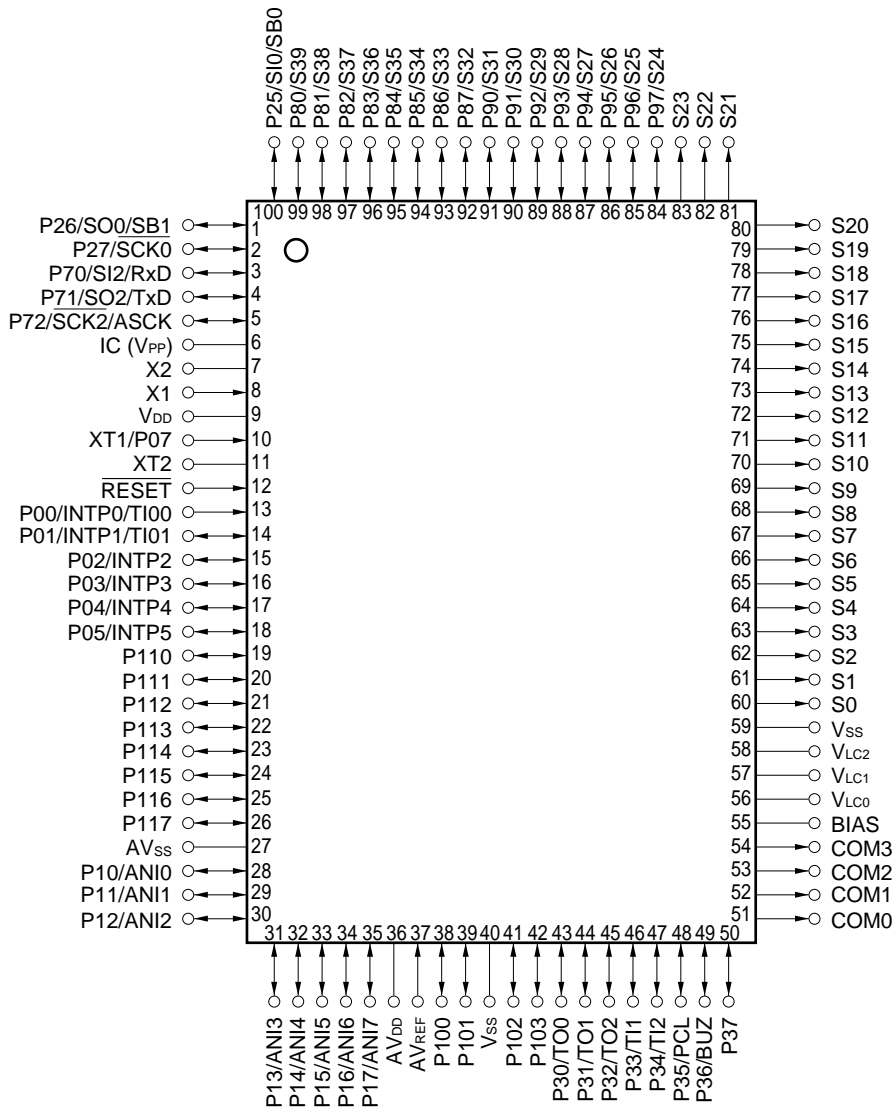 P25/SI0/SB0
P80/S39
P81/S38
P82/S37
P83/S36
P84/S35
P85/S34
P86/S33
P87/S32
P90/S31
P91/S30
P92/S29
P93/S28
P94/S27
P95/S26
P96/S25
P97/S24
S23
S22
S21
100 99 98 97 96 95 94 93 92 91 90 89 88 87 86 85 84 83 82 81
P26/SO0/SB1 1
P27/SCK0 2
P70/SI2/RxD 3
P71/SO2/TxD 4
P72/SCK2/ASCK 5
IC (VPP) 6
X2 7
X1 8
VDD 9
XT1/P07 10
XT2 11
RESET 12
P00/INTP0/TI00 13
P01/INTP1/TI01 14
P02/INTP2 15
P03/INTP3 16
P04/INTP4 17
P05/INTP5 18
P110 19
P111 20
P112 21
P113 22
P114 23
P115 24
P116 25
P117 26
AVSS 27
P10/ANI0 28
P11/ANI1 29
P12/ANI2 30
80 S20
79 S19
78 S18
77 S17
76 S16
75 S15
74 S14
73 S13
72 S12
71 S11
70 S10
69 S9
68 S8
67 S7
66 S6
65 S5
64 S4
63 S3
62 S2
61 S1
60 S0
59 VSS
58 VLC2
57 VLC1
56 VLC0
55 BIAS
54 COM3
53 COM2
52 COM1
51 COM0
31 32 33 34 35 36 37 38 39 40 41 42 43 44 45 46 47 48 49 50
P13/ANI3
P14/ANI4
P15/ANI5
P16/ANI6
P17/ANI7
AVDD
AVREF
P100
P101
VSS
P102
P103
P30/TO0
P31/TO1
P32/TO2
P33/TI1
P34/TI2
P35/PCL
P36/BUZ
P37